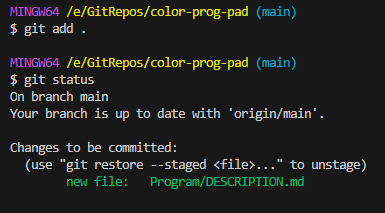 MINGW64 /e/GitRepos/color-prog-pad (main)
$ git add .

MINGW64 /e/GitRepos/color-prog-pad (main)
$ git status
On branch main
Your branch is up to date with 'origin/main'.

Changes to be committed:
  (use "git restore --staged <file>..." to unstage)
        new file:   Program/DESCRIPTION.md